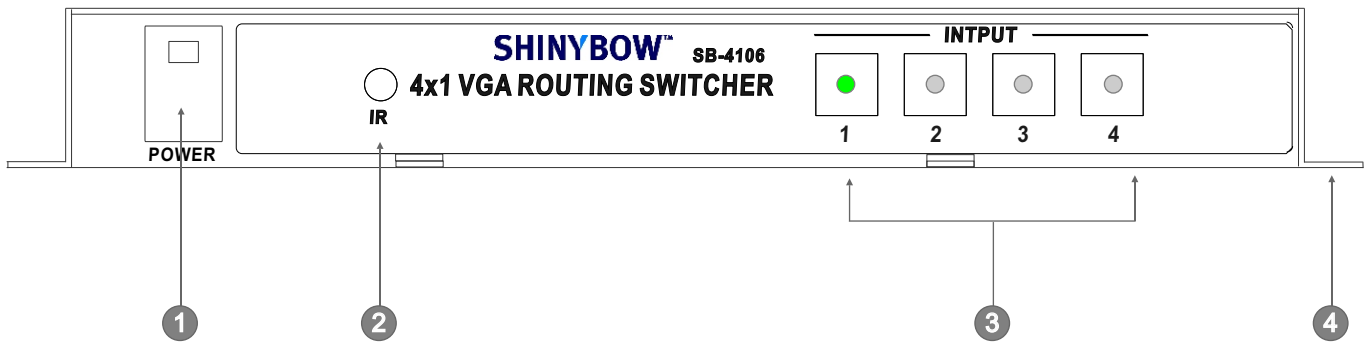 SHINYBOW™ SB-4106
4x1 VGA ROUTING SWITCHER
IR
POWER
INTPUT
1 2 3 4
1 2 3 4